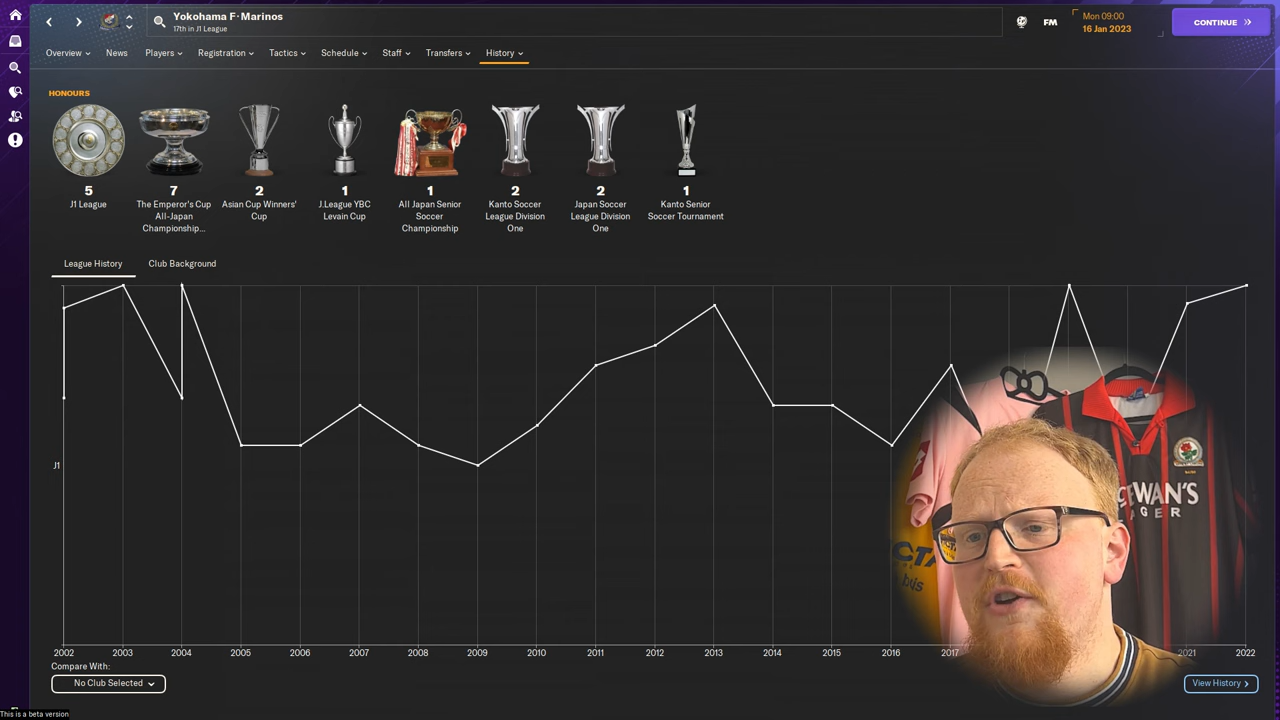 Yokohama F·Marinos
17th in J1 League
FM
Mon 09:00
16 Jan 2023
CONTINUE
Overview
News
Players
Registration
Tactics
Schedule
Staff
Transfers
History
HONOURS
5
J1 League
7
The Emperor's Cup
All-Japan
Championship...
2
Asian Cup Winners'
Cup
1
J.League YBC
Levain Cup
1
All Japan Senior
Soccer
Championship
2
Kanto Soccer
League Division
One
2
Japan Soccer
League Division
One
1
Kanto Senior
Soccer Tournament
League History
Club Background
J1
2002 2003 2004 2005 2006 2007 2008 2009 2010 2011 2012 2013 2014 2015 2016 2017 2021 2022
Compare With:
No Club Selected
View History
This is a beta version
EWAN'S
AGER